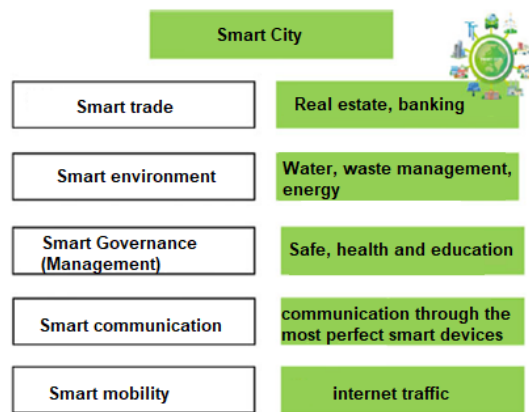 Smart City
Smart trade
Real estate, banking
Smart environment
Water, waste management,
energy
Smart Governance
(Management)
Safe, health and education
Smart communication
communication through the
most perfect smart devices
Smart mobility
internet traffic